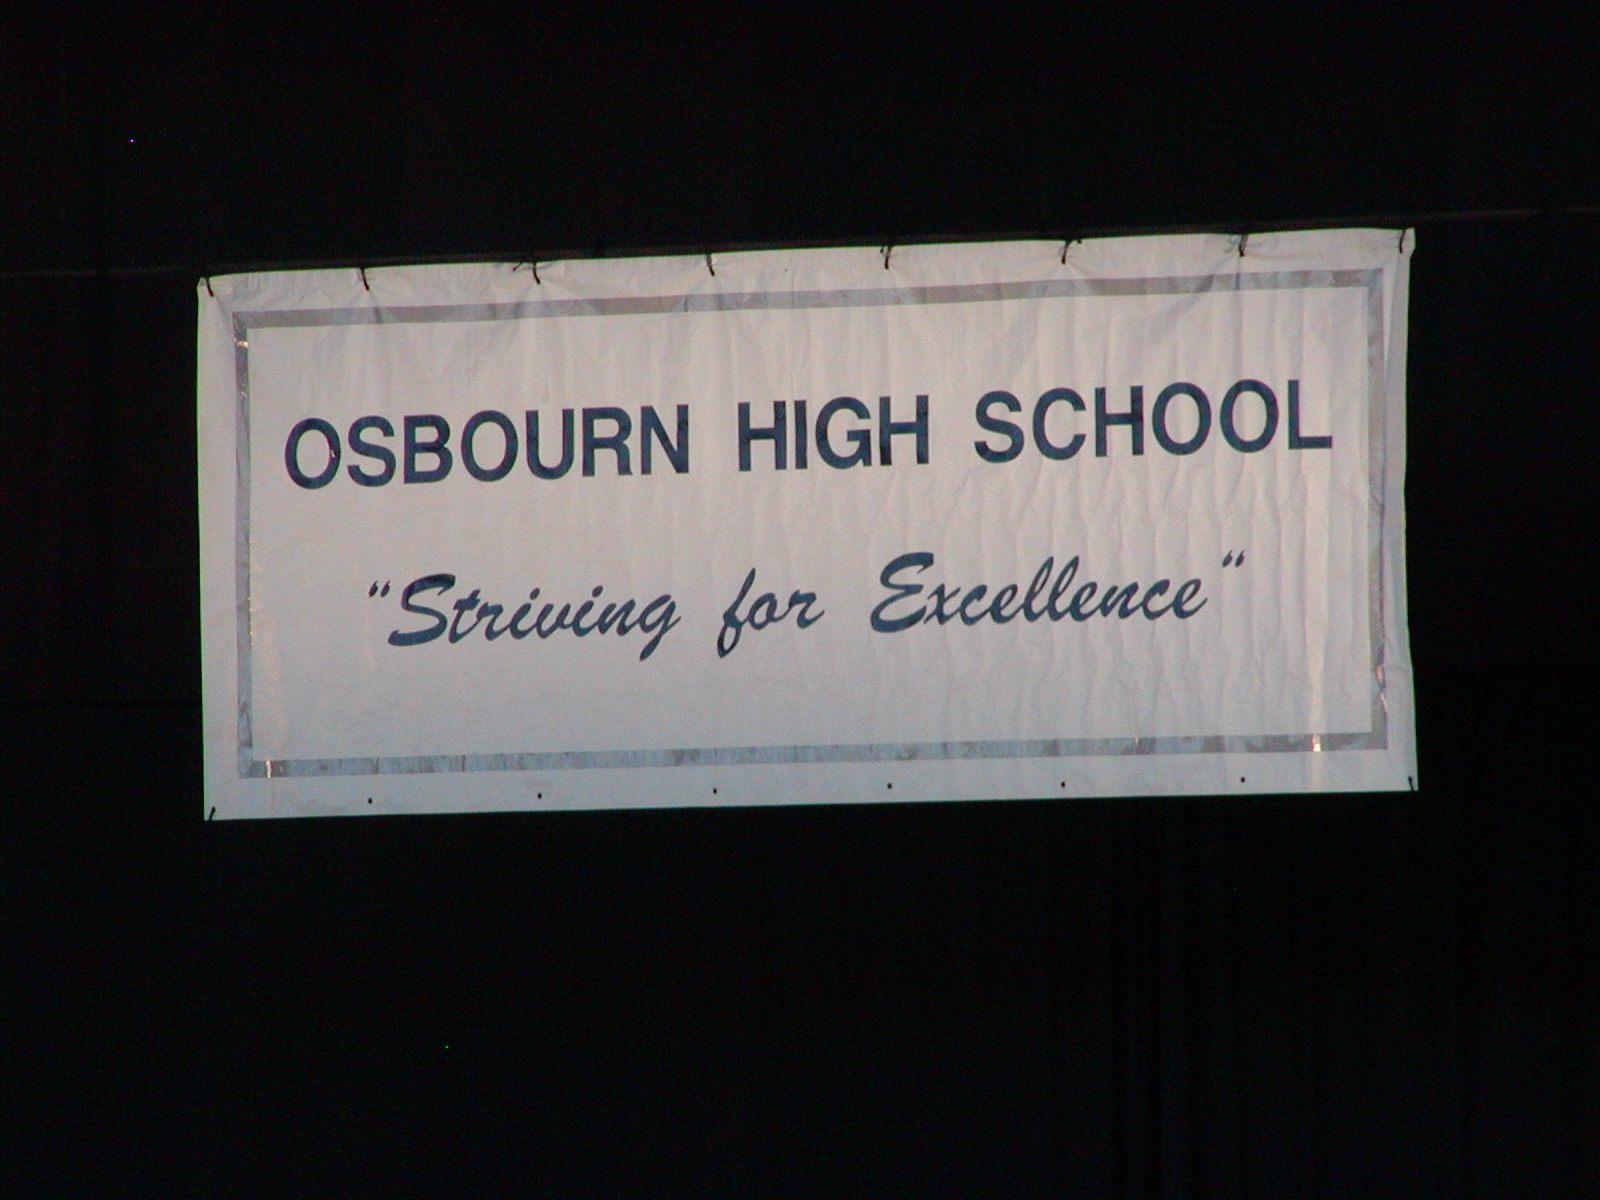 OSBOURN HIGH SCHOOL
“Striving for Excellence“